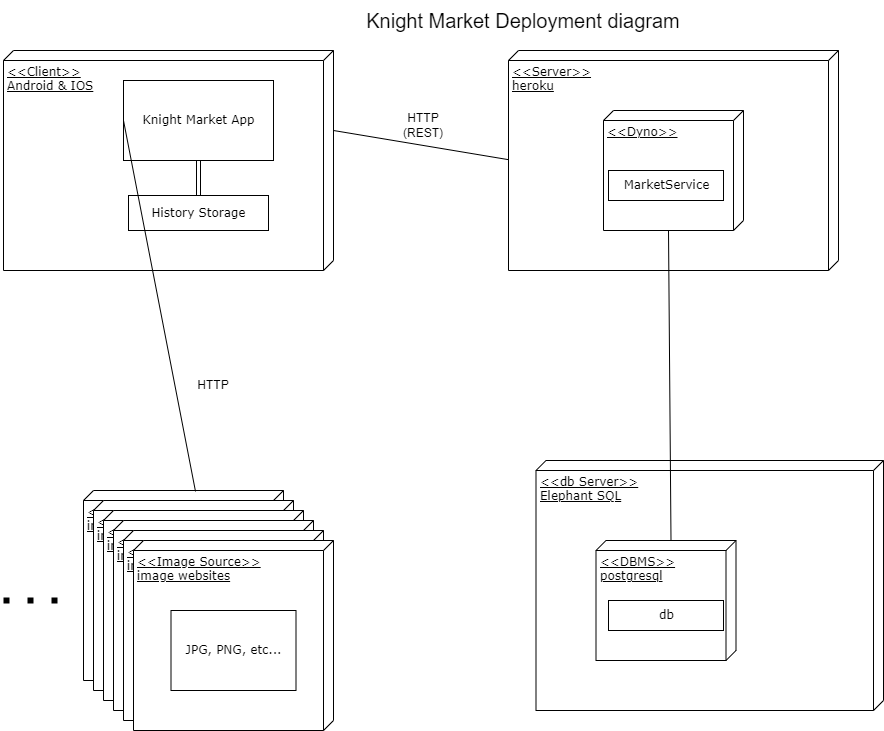 Knight Market Deployment diagram
<<Client>>
Android & IOS
Knight Market App
History Storage
HTTP
(REST)
<<Server>>
heroku
<<Dyno>>
MarketService
HTTP
<<Image Source>>
image websites
JPG, PNG, etc...
<<db Server>>
Elephant SQL
<<DBMS>>
postgresql
db